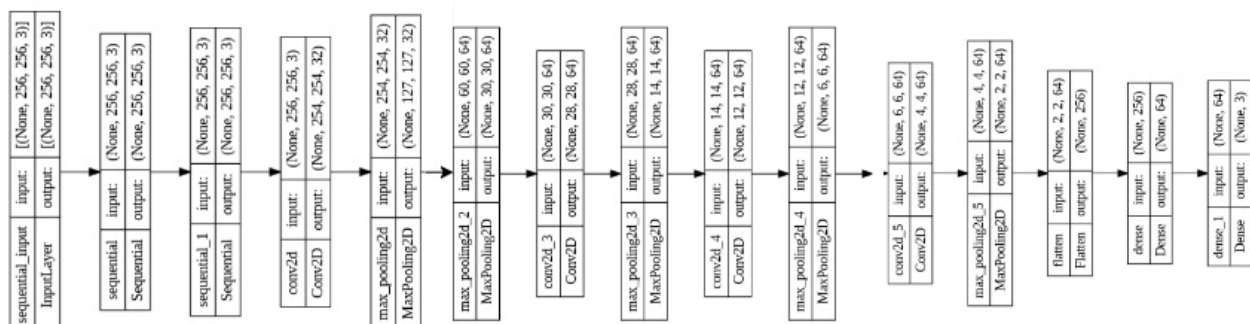 sequential_input input: [(None, 256, 256, 3)]
InputLayer output: [(None, 256, 256, 3)]
sequential input: (None, 256, 256, 3)
Sequential output: (None, 256, 256, 3)
sequential_1 input: (None, 256, 256, 3)
Sequential output: (None, 256, 256, 3)
conv2d input: (None, 256, 256, 3)
Conv2D output: (None, 254, 254, 32)
max_pooling2d input: (None, 254, 254, 32)
MaxPooling2D output: (None, 127, 127, 32)
max_pooling2d_2 input: (None, 60, 60, 64)
MaxPooling2D output: (None, 30, 30, 64)
conv2d_3 input: (None, 30, 30, 64)
Conv2D output: (None, 28, 28, 64)
max_pooling2d_3 input: (None, 28, 28, 64)
MaxPooling2D output: (None, 14, 14, 64)
conv2d_4 input: (None, 14, 14, 64)
Conv2D output: (None, 12, 12, 64)
max_pooling2d_4 input: (None, 12, 12, 64)
MaxPooling2D output: (None, 6, 6, 64)
conv2d_5 input: (None, 6, 6, 64)
Conv2D output: (None, 4, 4, 64)
max_pooling2d_5 input: (None, 4, 4, 64)
MaxPooling2D output: (None, 2, 2, 64)
flatten input: (None, 2, 2, 64)
Flatten output: (None, 256)
dense input: (None, 256)
Dense output: (None, 64)
dense_1 input: (None, 64)
Dense output: (None, 3)